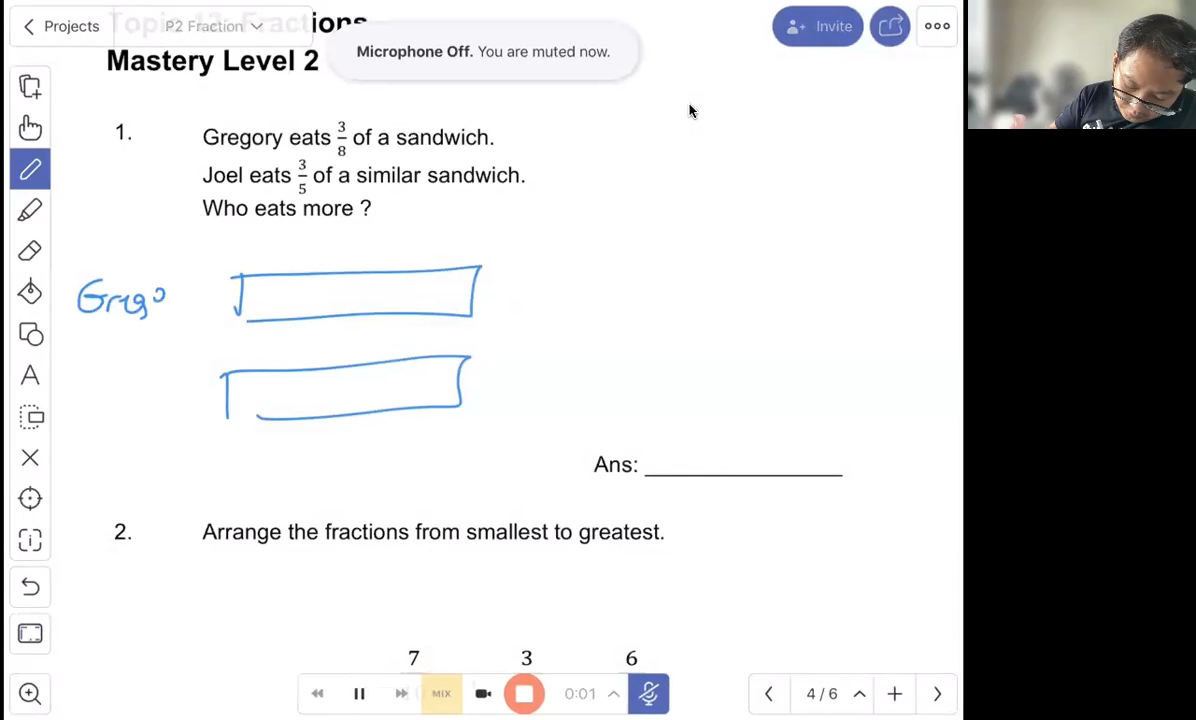 Projects
P2 Fraction
Invite
Microphone Off. You are muted now.
Mastery Level 2
1.
Gregory eats 3/8 of a sandwich.
Joel eats 3/5 of a similar sandwich.
Who eats more ?
Grego
Ans: ____________
2.
Arrange the fractions from smallest to greatest.
7 3 6
MIX
0:01
4 / 6